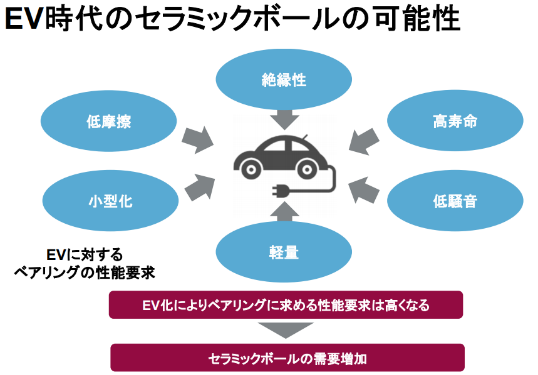 EV時代のセラミックボールの可能性
絶縁性
低摩擦
高寿命
小型化
低騒音
軽量
EVに対する
ベアリングの性能要求
EV化によりベアリングに求める性能要求は高くなる
セラミックボールの需要増加